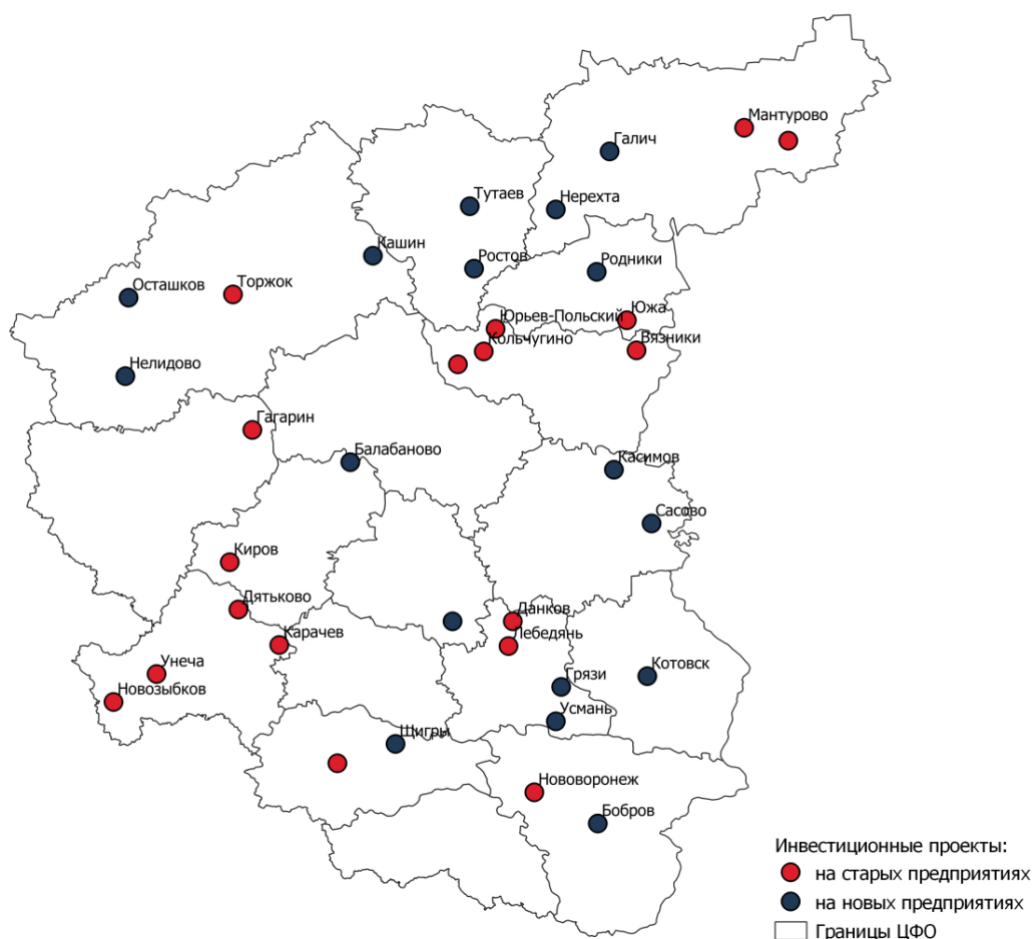 Мантурово
Галич
Тутаев
Нерехта
Кашин
Ростов
Родники
Осташков
Торжок
Юрьев-Польский
Южа
Кольчугино
Вязники
Нелидово
Гагарин
Балабаново
Касимов
Сасово
Киров
Дятьково
Данков
Карачев
Лебедянь
Унеча
Грязи
Котовск
Новозыбков
Усмань
Щигры
Нововоронеж
Бобров
Инвестиционные проекты:
на старых предприятиях
на новых предприятиях
Границы ЦФО